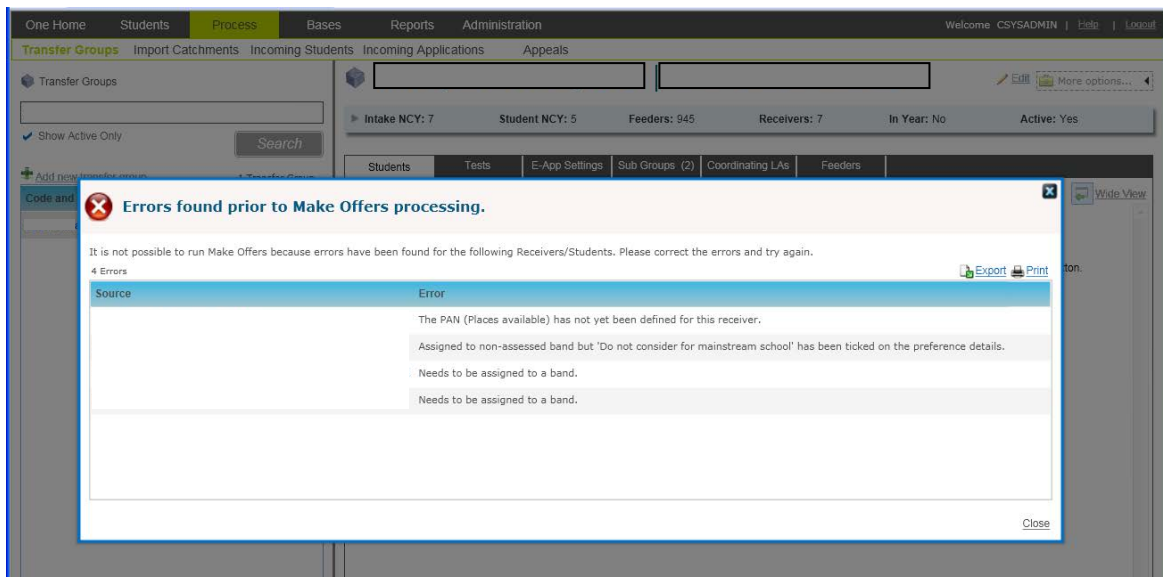 One Home Students Process Bases Reports Administration Welcome CSYSADMIN | Help | Logout
Transfer Groups Import Catchments Incoming Students Incoming Applications Appeals
Transfer Groups
Edit More options...
Show Active Only
Search
Add new transfer group 1 Transfer Group
Code and
Intake NCY: 7 Student NCY: 5 Feeders: 945 Receivers: 7 In Year: No Active: Yes
Students Tests E-App Settings Sub Groups (2) Coordinating LAs Feeders
Wide View
Errors found prior to Make Offers processing.
It is not possible to run Make Offers because errors have been found for the following Receivers/Students. Please correct the errors and try again.
4 Errors
Export Print
tton.
Source Error
The PAN (Places available) has not yet been defined for this receiver.
Assigned to non-assessed band but 'Do not consider for mainstream school' has been ticked on the preference details.
Needs to be assigned to a band.
Needs to be assigned to a band.
Close